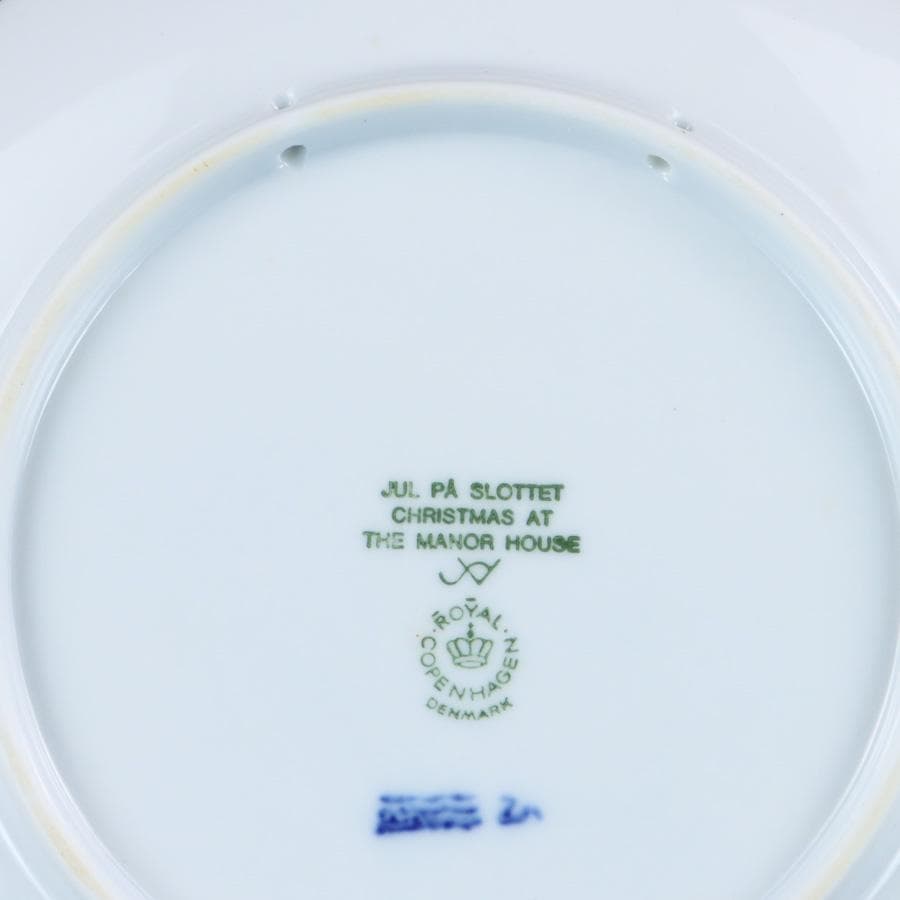 JUL PÅ SLOTTET
CHRISTMAS AT
THE MANOR HOUSE
ROYAL
COPENHAGEN
DENMARK